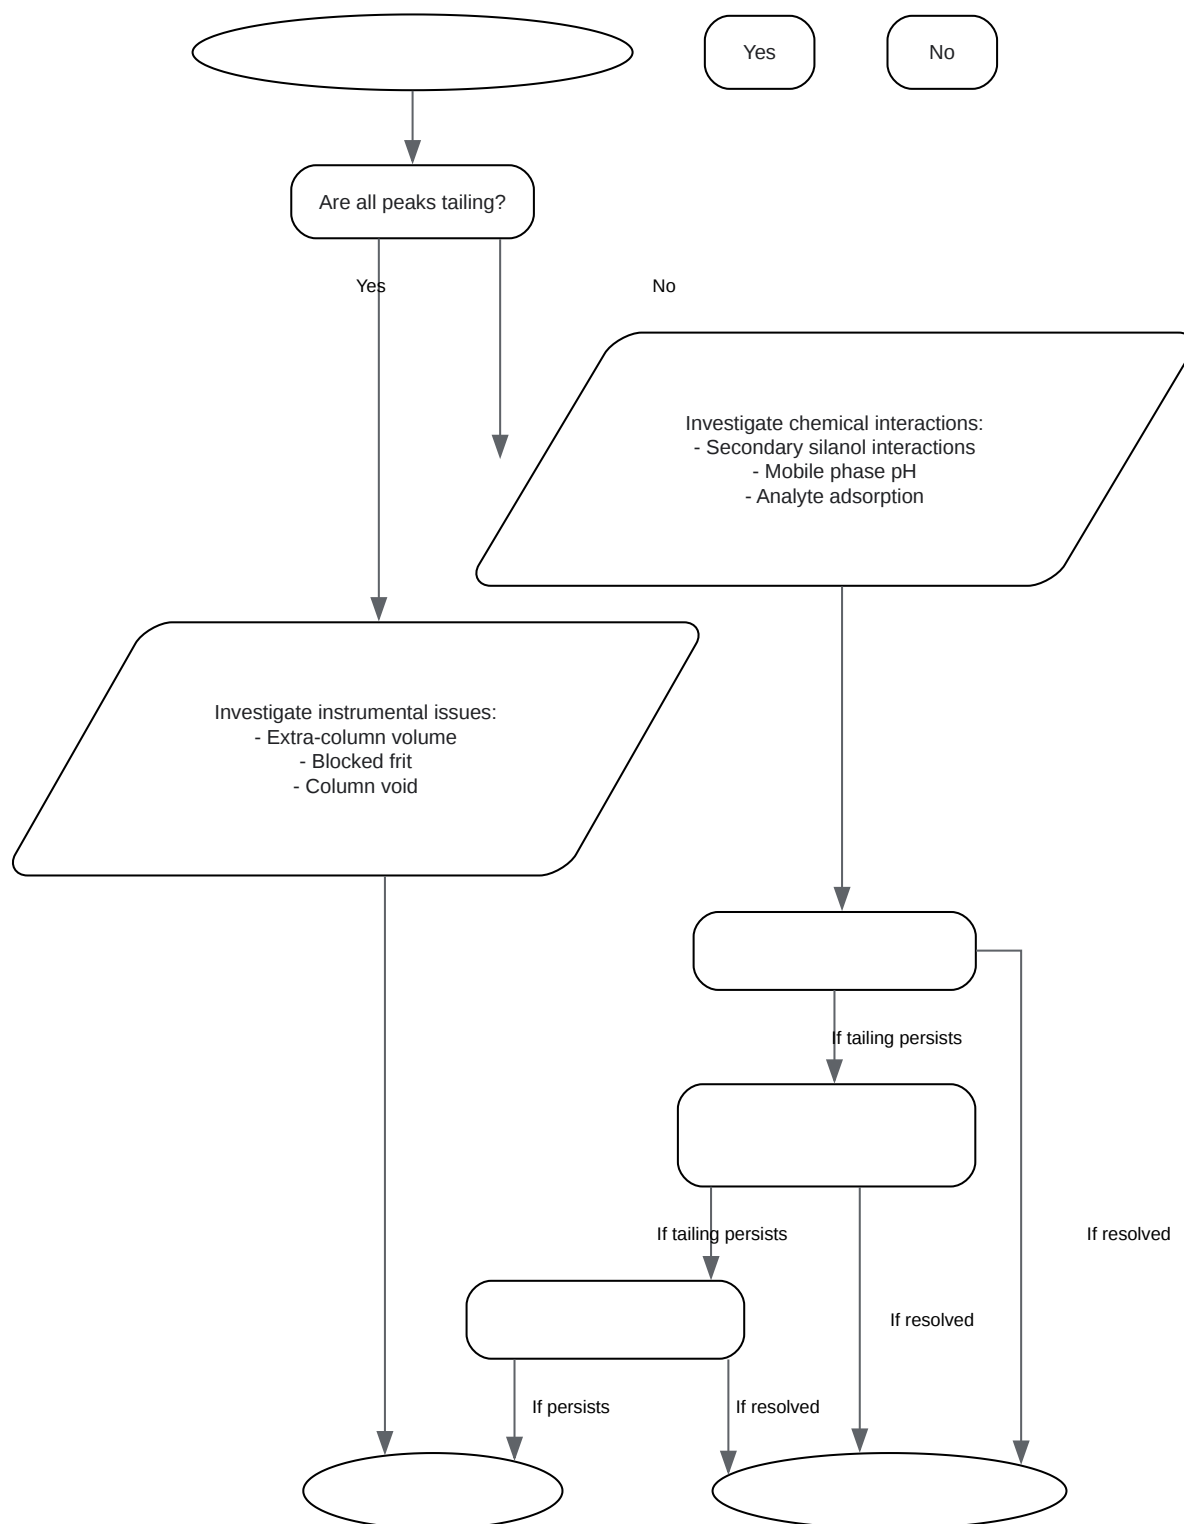 Yes
No
Are all peaks tailing?
Yes
No
Investigate chemical interactions:
- Secondary silanol interactions
- Mobile phase pH
- Analyte adsorption
Investigate instrumental issues:
- Extra-column volume
- Blocked frit
- Column void
If tailing persists
If tailing persists
If resolved
If resolved
If persists
If resolved